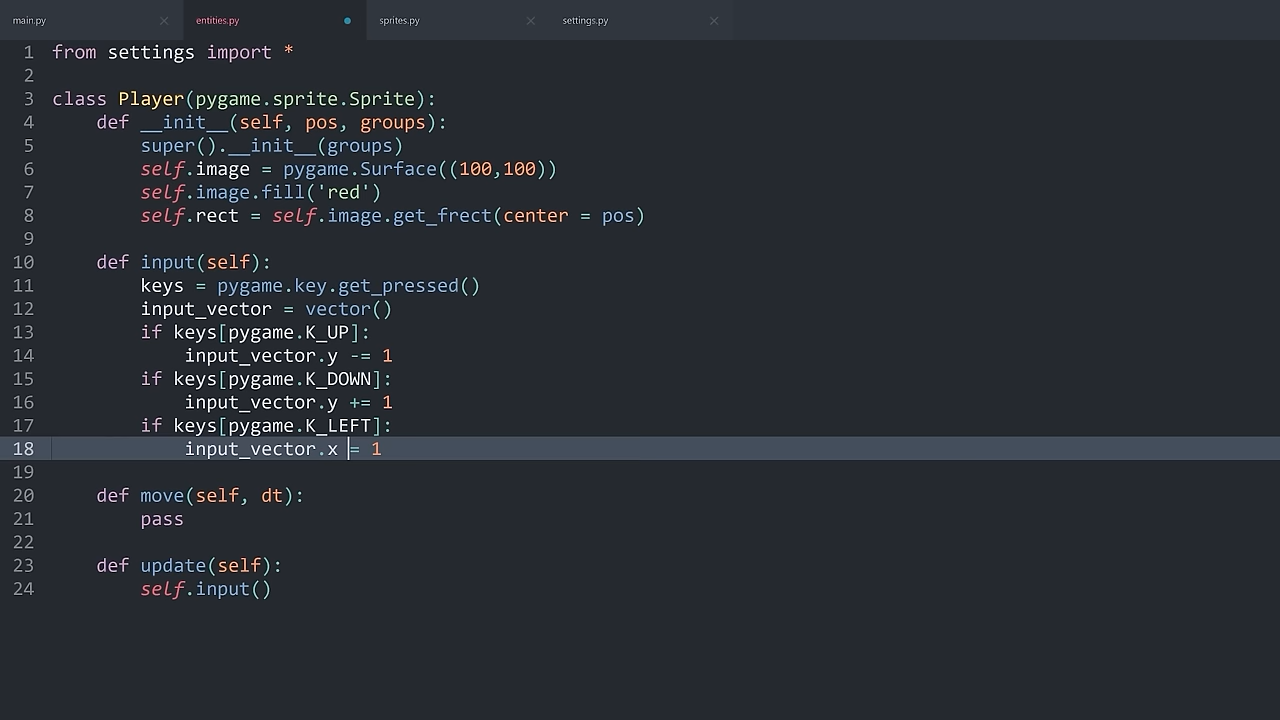 main.py
entities.py
sprites.py
settings.py
1 from settings import *
2
3 class Player(pygame.sprite.Sprite):
4     def __init__(self, pos, groups):
5         super().__init__(groups)
6         self.image = pygame.Surface((100,100))
7         self.image.fill('red')
8         self.rect = self.image.get_frect(center = pos)
9
10     def input(self):
11         keys = pygame.key.get_pressed()
12         input_vector = vector()
13         if keys[pygame.K_UP]:
14             input_vector.y -= 1
15         if keys[pygame.K_DOWN]:
16             input_vector.y += 1
17         if keys[pygame.K_LEFT]:
18             input_vector.x = 1
19
20     def move(self, dt):
21         pass
22
23     def update(self):
24         self.input()